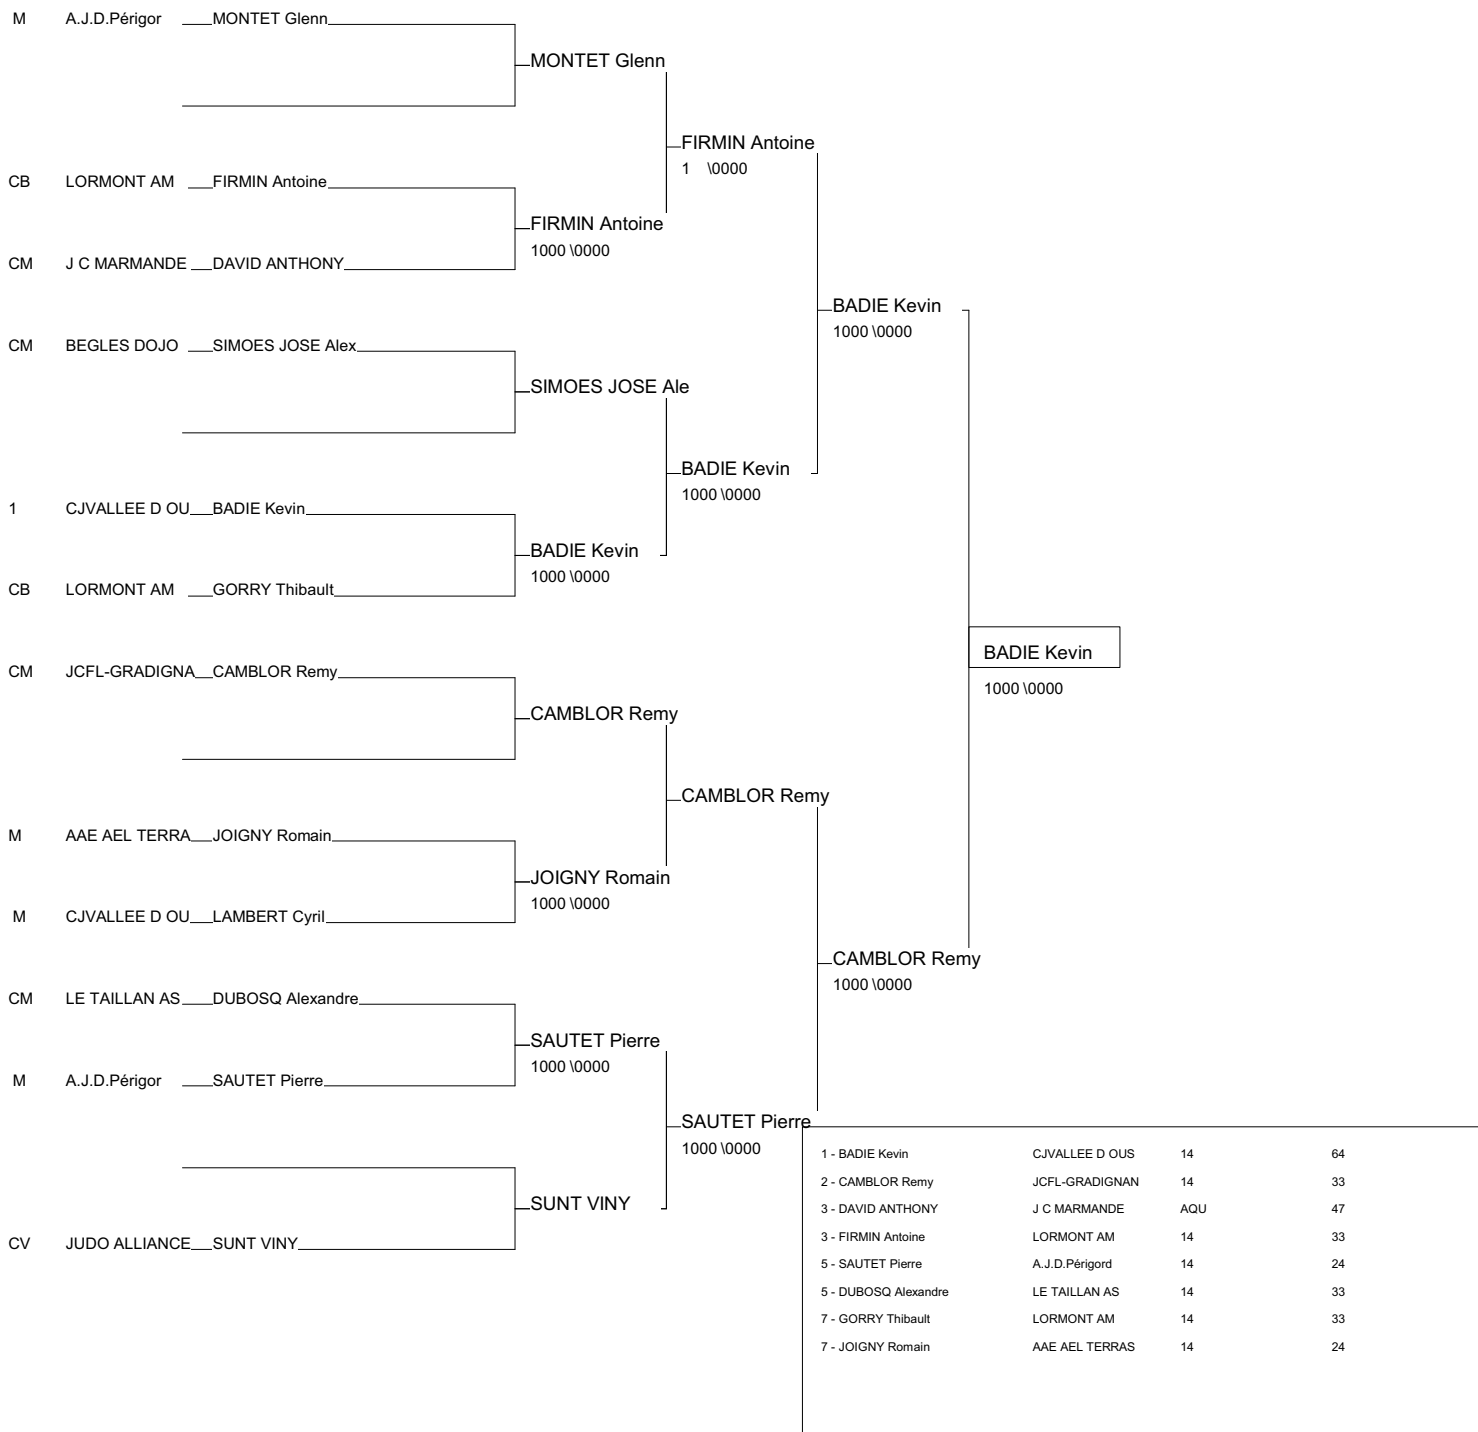 M A.J.D.Périgor MONTET Glenn
MONTET Glenn
FIRMIN Antoine
1 \0000
CB LORMONT AM FIRMIN Antoine
FIRMIN Antoine
1000 \0000
CM J C MARMANDE DAVID ANTHONY
BADIE Kevin
1000 \0000
CM BEGLES DOJO SIMOES JOSE Alex
SIMOES JOSE Ale
BADIE Kevin
1000 \0000
1 CJVALLEE D OU BADIE Kevin
BADIE Kevin
1000 \0000
CB LORMONT AM GORRY Thibault
BADIE Kevin
1000 \0000
CM JCFL-GRADIGNA CAMBLOR Remy
CAMBLOR Remy
CAMBLOR Remy
M AAE AEL TERRA JOIGNY Romain
JOIGNY Romain
1000 \0000
M CJVALLEE D OU LAMBERT Cyril
CAMBLOR Remy
1000 \0000
CM LE TAILLAN AS DUBOSQ Alexandre
SAUTET Pierre
1000 \0000
M A.J.D.Périgor SAUTET Pierre
SAUTET Pierre
1000 \0000
SUNT VINY
CV JUDO ALLIANCE SUNT VINY
1 - BADIE Kevin CJVALLEE D OUS 14 64
2 - CAMBLOR Remy JCFL-GRADIGNAN 14 33
3 - DAVID ANTHONY J C MARMANDE AQU 47
3 - FIRMIN Antoine LORMONT AM 14 33
5 - SAUTET Pierre A.J.D.Périgord 14 24
5 - DUBOSQ Alexandre LE TAILLAN AS 14 33
7 - GORRY Thibault LORMONT AM 14 33
7 - JOIGNY Romain AAE AEL TERRAS 14 24